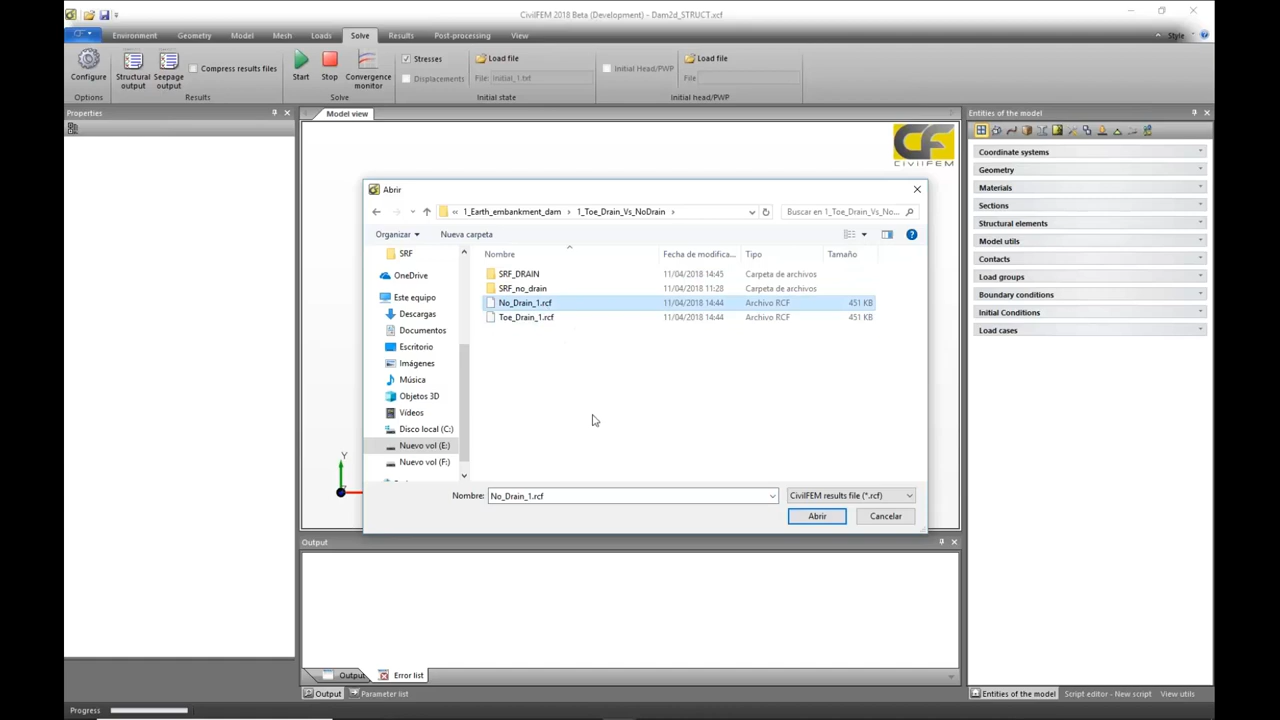 CivilFEM 2018 Beta (Development) - Dam2d_STRUCT.rcf
Environment Geometry Model Mesh Loads Solve Results Post-processing View Style
Configure
Structural output
Seepage output
Compress results files
Start
Stop
Convergence monitor
Stresses
Displacements
Load file
File: Initial_1.txt
Initial Head/PWP
Load file
File
Options Results Solve Initial state Initial head/PWP
Properties
Model view
Entities of the model
CF
CIVILFEM
Coordinate systems
Geometry
Materials
Sections
Structural elements
Model utils
Contacts
Load groups
Boundary conditions
Initial Conditions
Load cases
Abrir
« 1_Earth_embankment_dam › 1_Toe_Drain_Vs_NoDrain ›
Buscar en 1_Toe_Drain_Vs_No...
Organizar Nueva carpeta
SRF
OneDrive
Este equipo
Descargas
Documentos
Escritorio
Imágenes
Música
Objetos 3D
Vídeos
Disco local (C:)
Nuevo vol (E:)
Nuevo vol (F:)
Nombre Fecha de modifica... Tipo Tamaño
SRF_DRAIN 11/04/2018 14:45 Carpeta de archivos
SRF_no_drain 11/04/2018 11:28 Carpeta de archivos
No_Drain_1.rcf 11/04/2018 14:44 Archivo RCF 451 KB
Toe_Drain_1.rcf 11/04/2018 14:44 Archivo RCF 451 KB
Nombre: No_Drain_1.rcf
CivilFEM results file (*.rcf)
Abrir Cancelar
Y
Output
Output Error list
Output Parameter list
Entities of the model Script editor - New script View utils
Progress